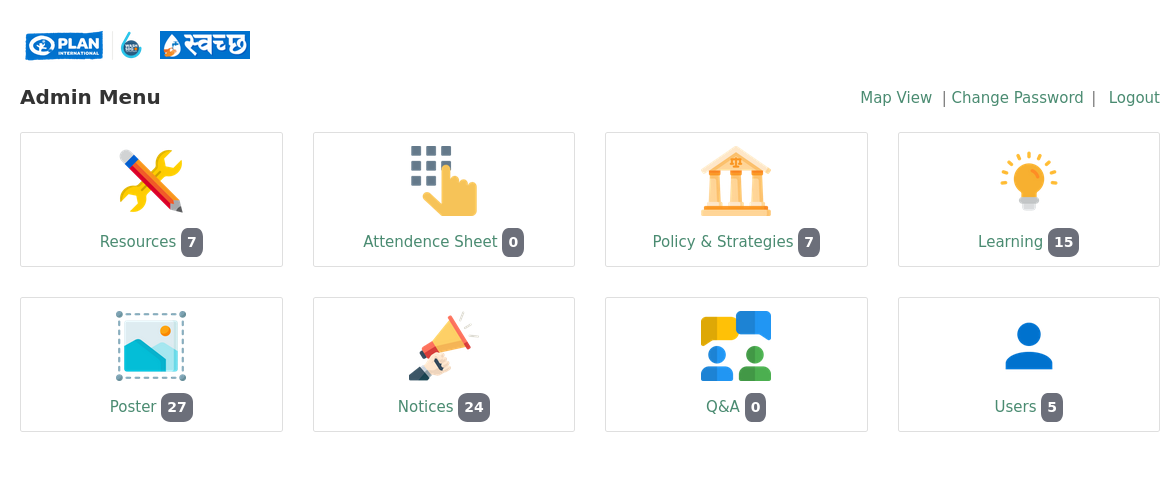 PLAN
INTERNATIONAL
स्वच्छ
Admin Menu
Map View | Change Password | Logout
Resources 7
Attendence Sheet 0
Policy & Strategies 7
Learning 15
Poster 27
Notices 24
Q&A 0
Users 5